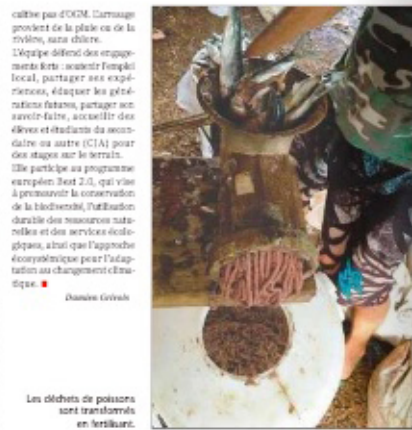 cultive pas d'OGM. L'arrosage
provient de la pluie ou de la
rivière, sans chlore.
L'équipe défend des engage-
ments forts : soutenir l'emploi
local, partager ses expé-
riences, éduquer les géné-
rations futures, partager son
savoir-faire, accueillir des
élèves et étudiants du secon-
daire ou autre (CIA) pour
des stages sur le terrain.
Elle participe au programme
européen Best 2.0, qui vise
à promouvoir la conservation
de la biodiversité, l'utilisation
durable des ressources natu-
relles et des services écolo-
giques, ainsi que l'approche
écosystémique pour l'adap-
tation au changement clima-
tique.
Damien
Les déchets de poissons
sont transformés
en fertilisant.